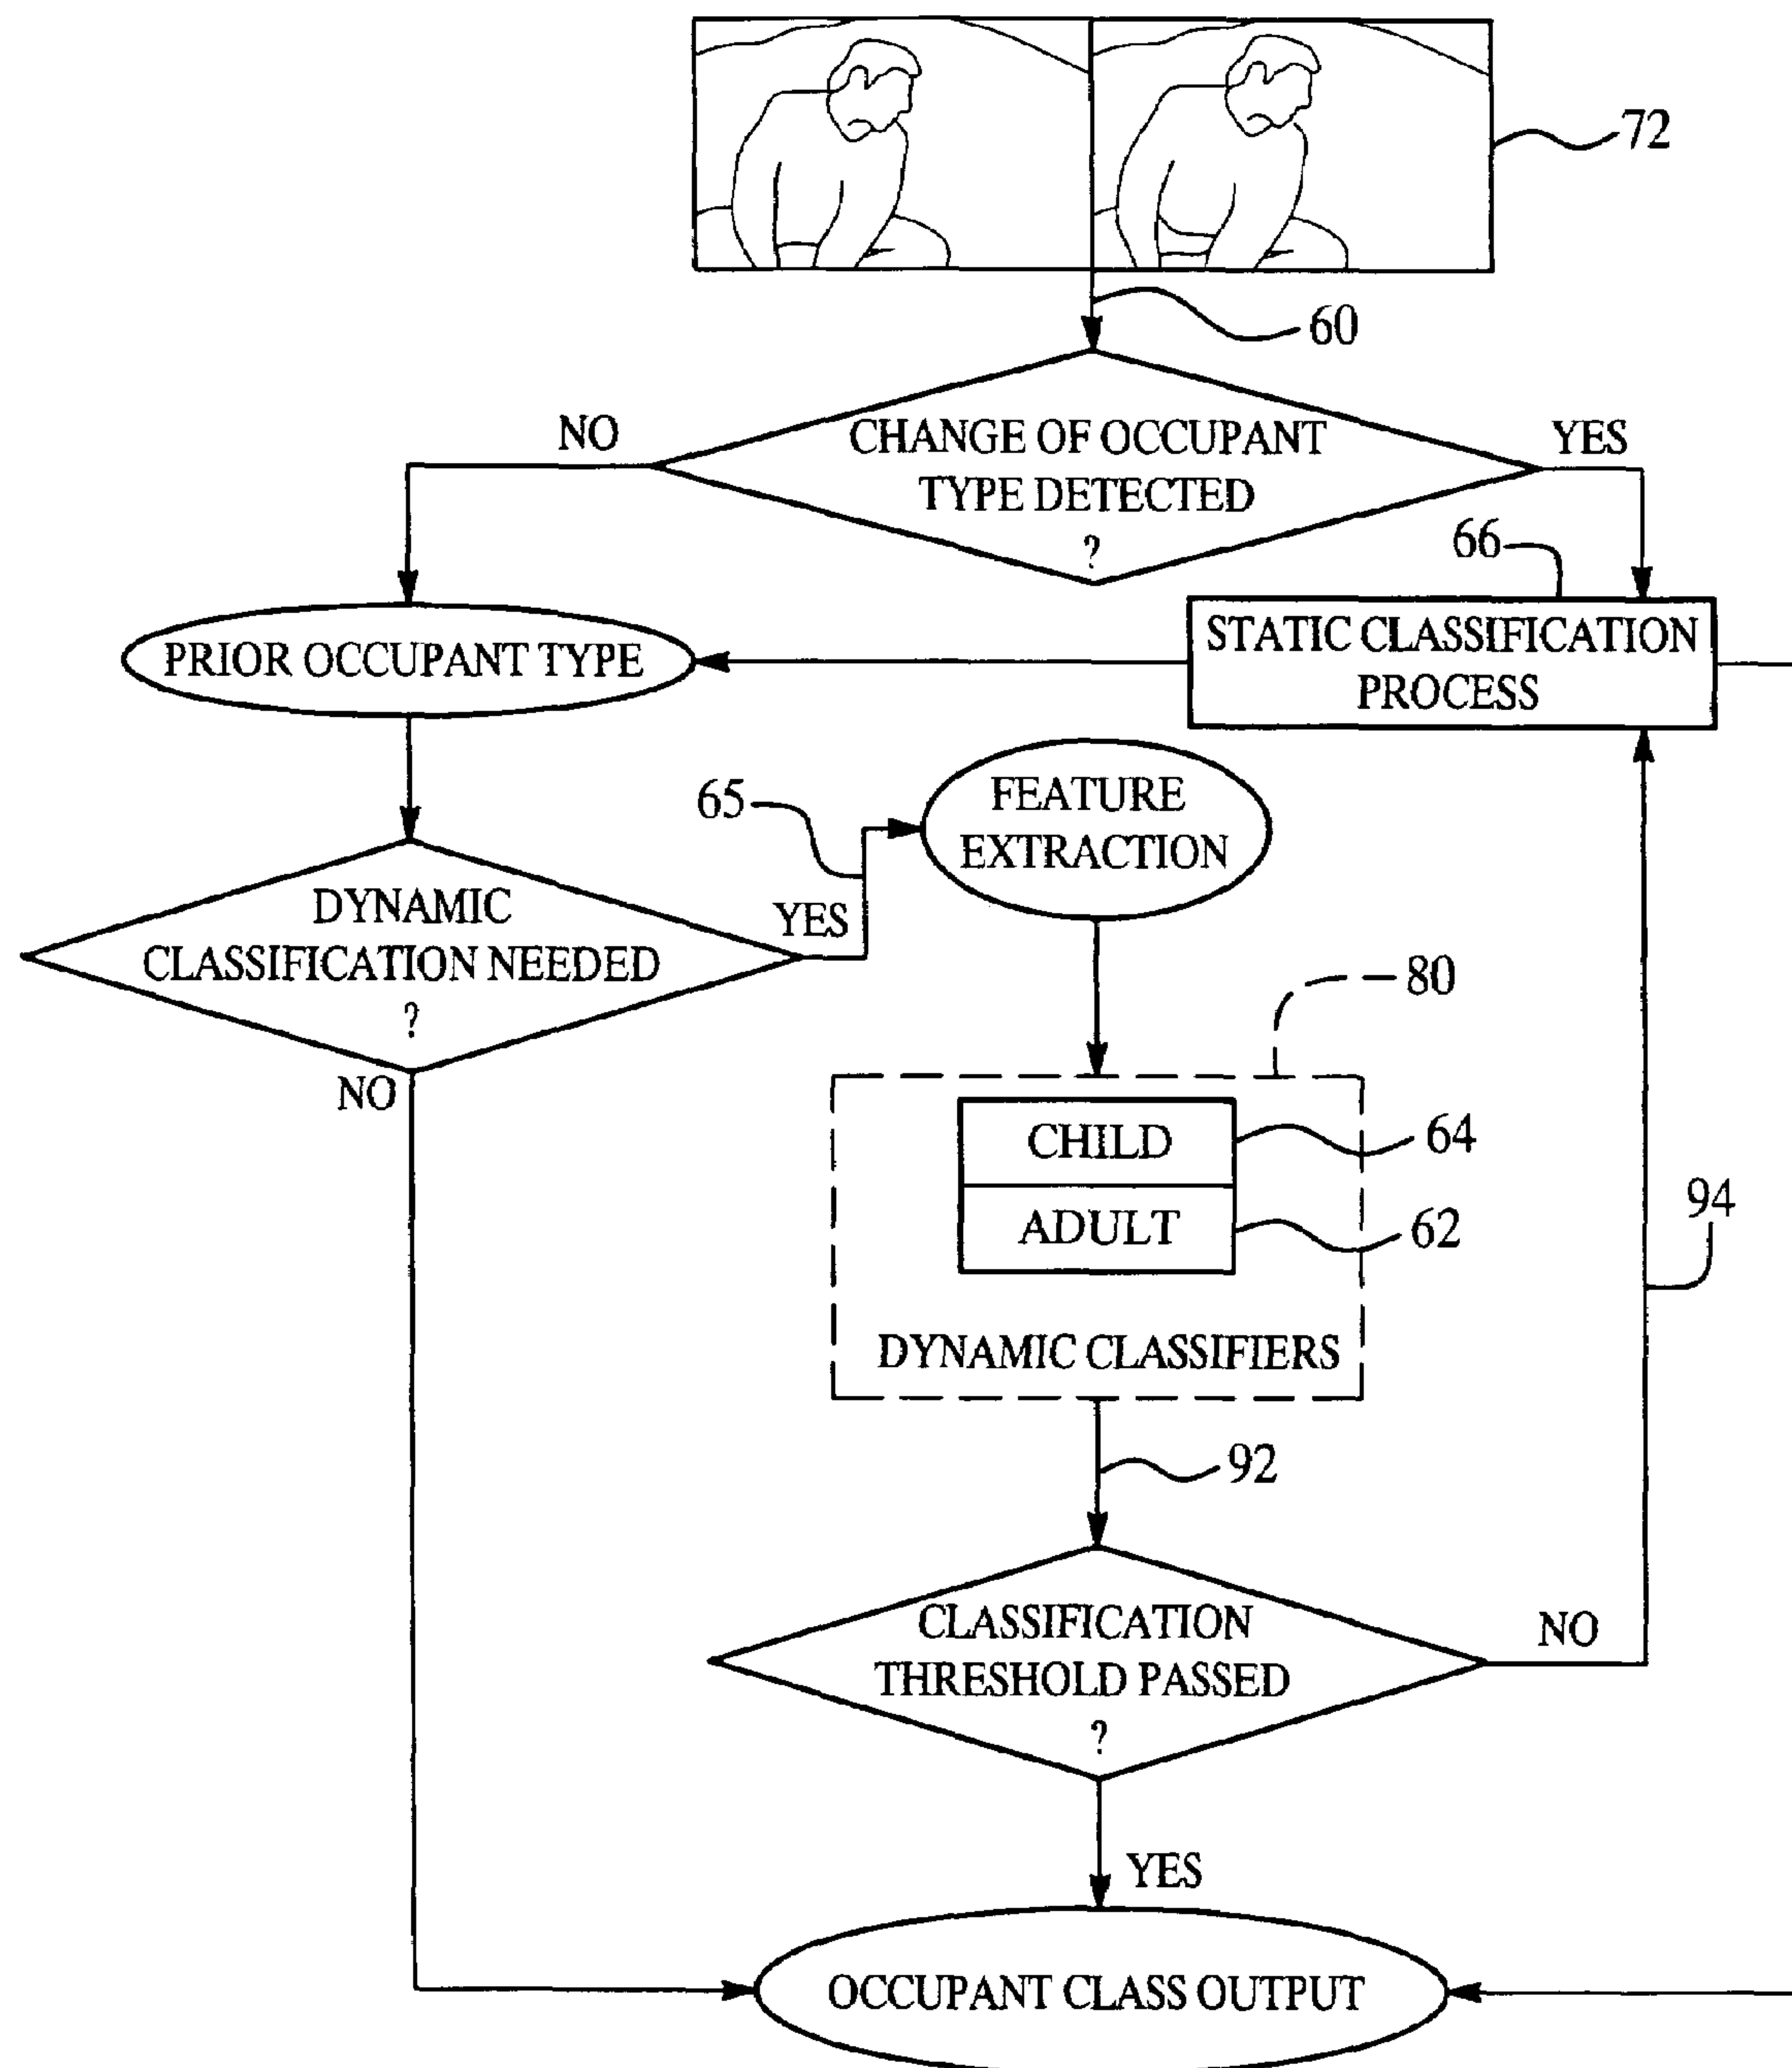 72
60
NO
CHANGE OF OCCUPANT
TYPE DETECTED
?
YES
66
PRIOR OCCUPANT TYPE
STATIC CLASSIFICATION
PROCESS
65
FEATURE
EXTRACTION
DYNAMIC
CLASSIFICATION NEEDED
?
YES
NO
80
CHILD
64
ADULT
62
94
DYNAMIC CLASSIFIERS
92
CLASSIFICATION
THRESHOLD PASSED
?
NO
YES
OCCUPANT CLASS OUTPUT